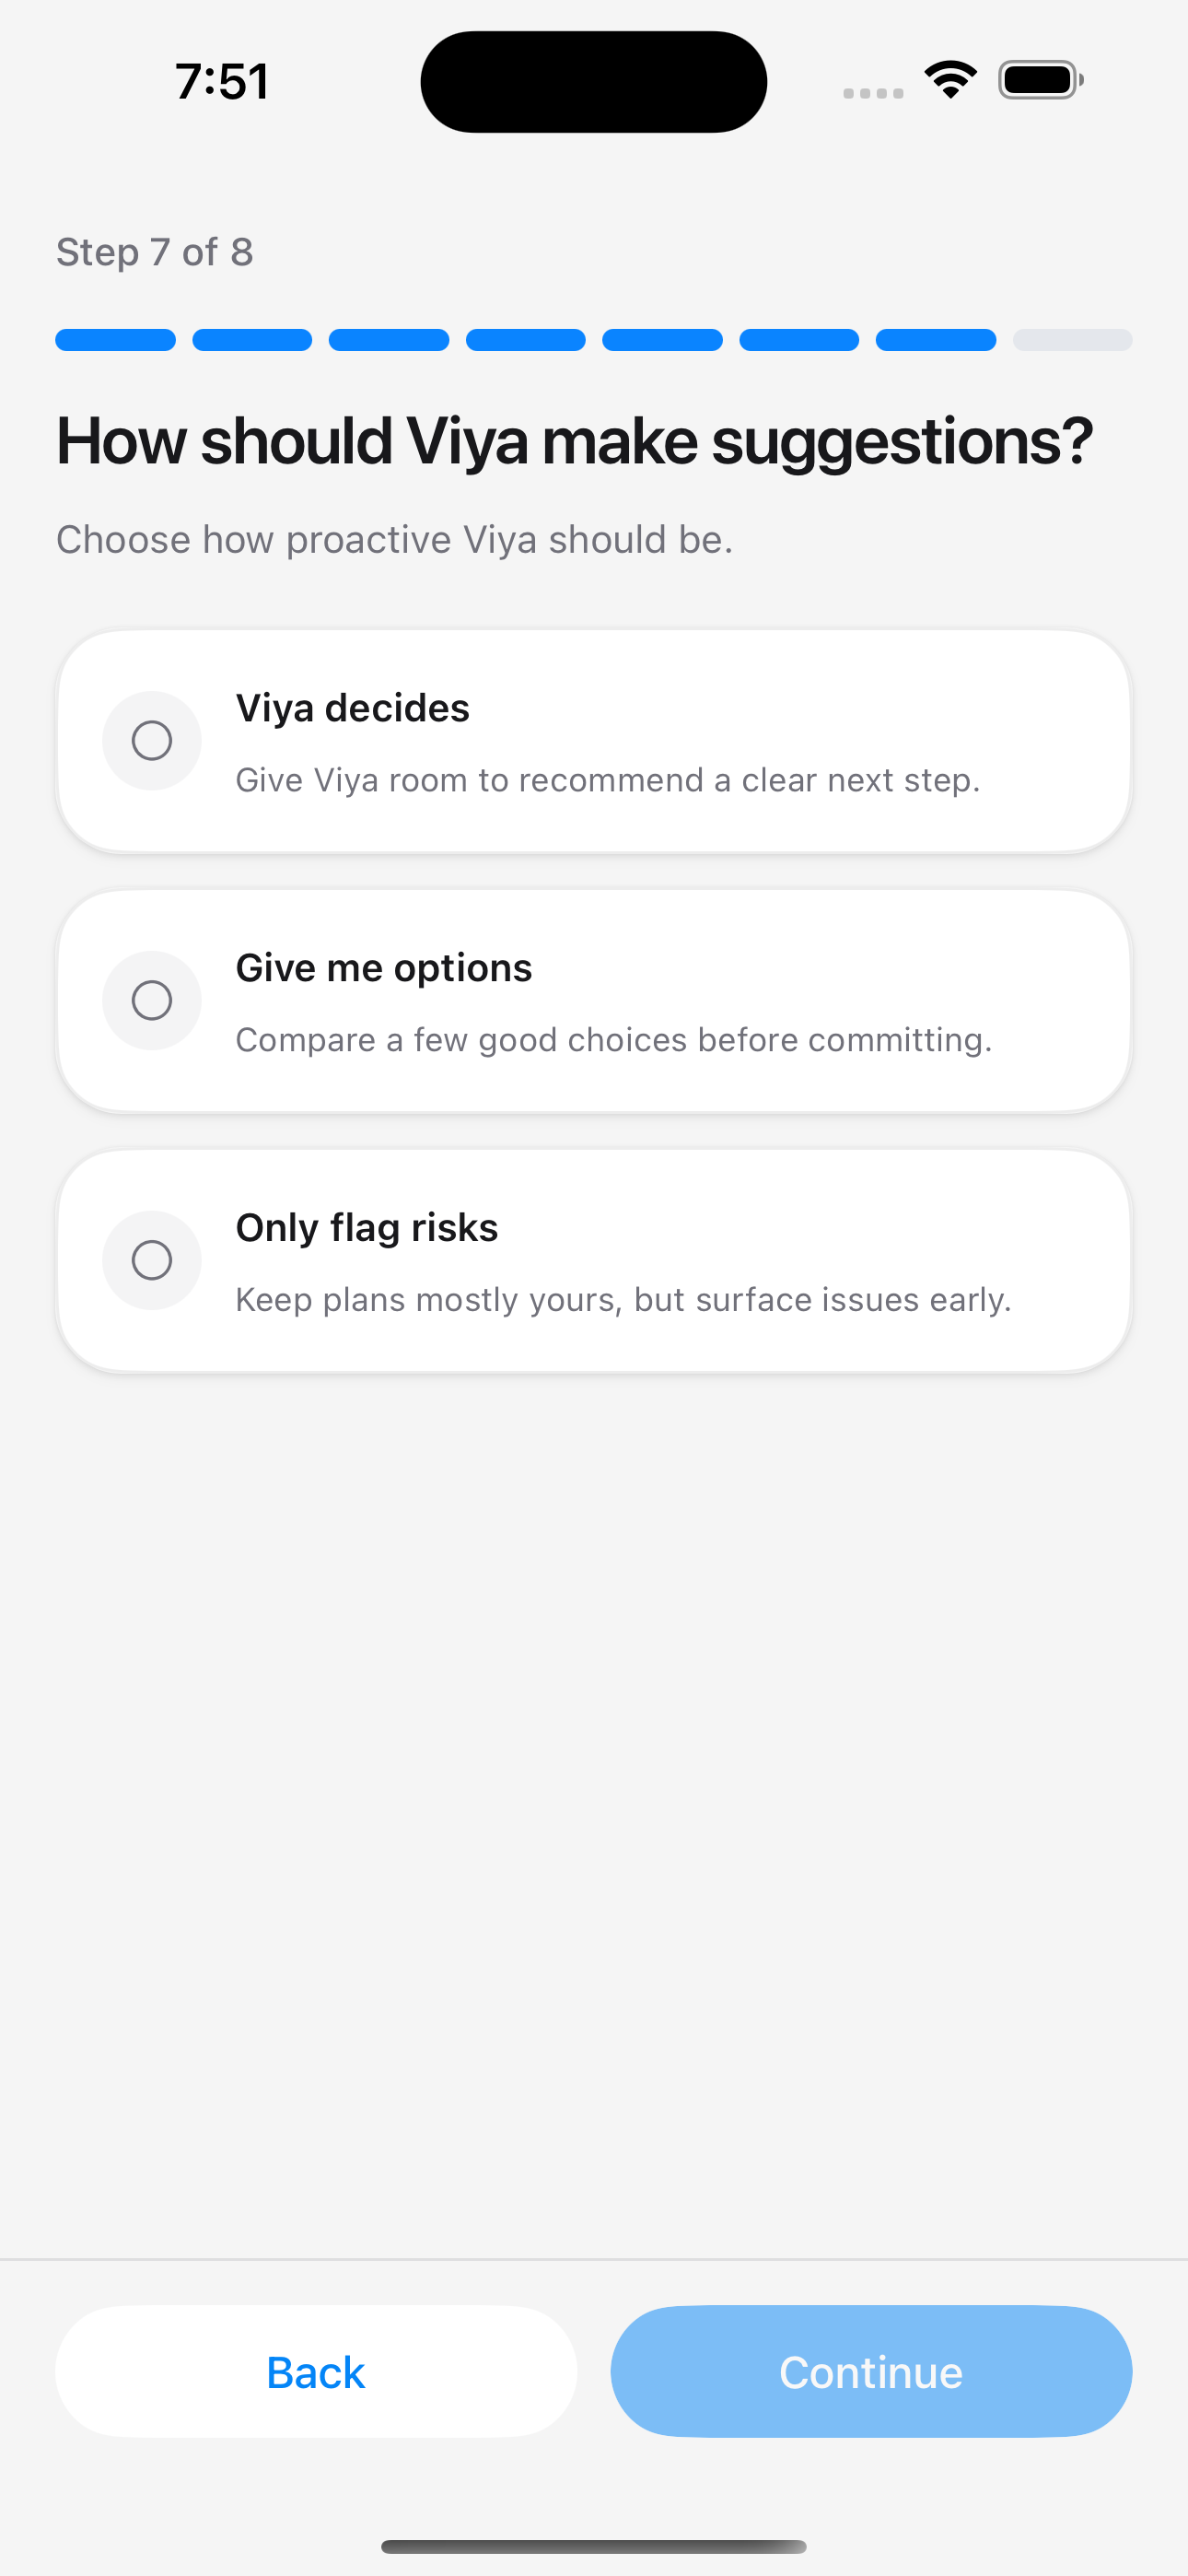 7:51
Step 7 of 8
How should Viya make suggestions?
Choose how proactive Viya should be.
Viya decides
Give Viya room to recommend a clear next step.
Give me options
Compare a few good choices before committing.
Only flag risks
Keep plans mostly yours, but surface issues early.
Back
Continue